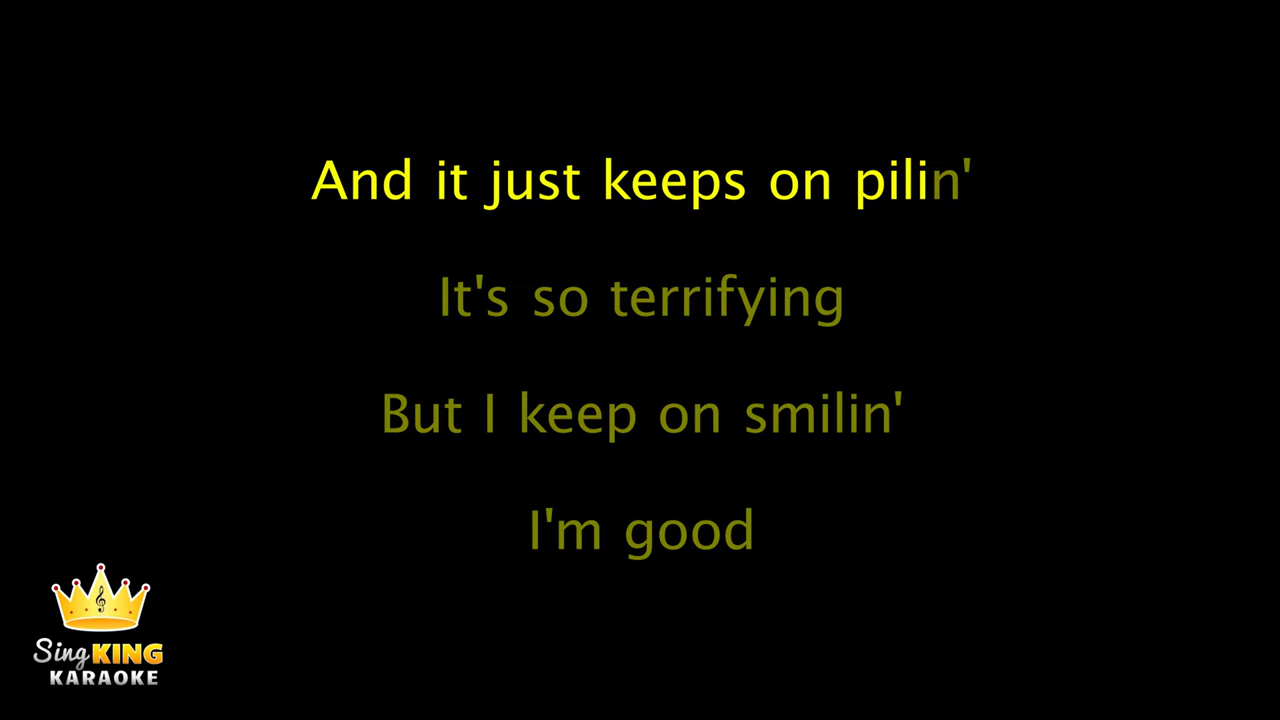 And it just keeps on pilin'
It's so terrifying
But I keep on smilin'
I'm good
Sing KING
KARAOKE